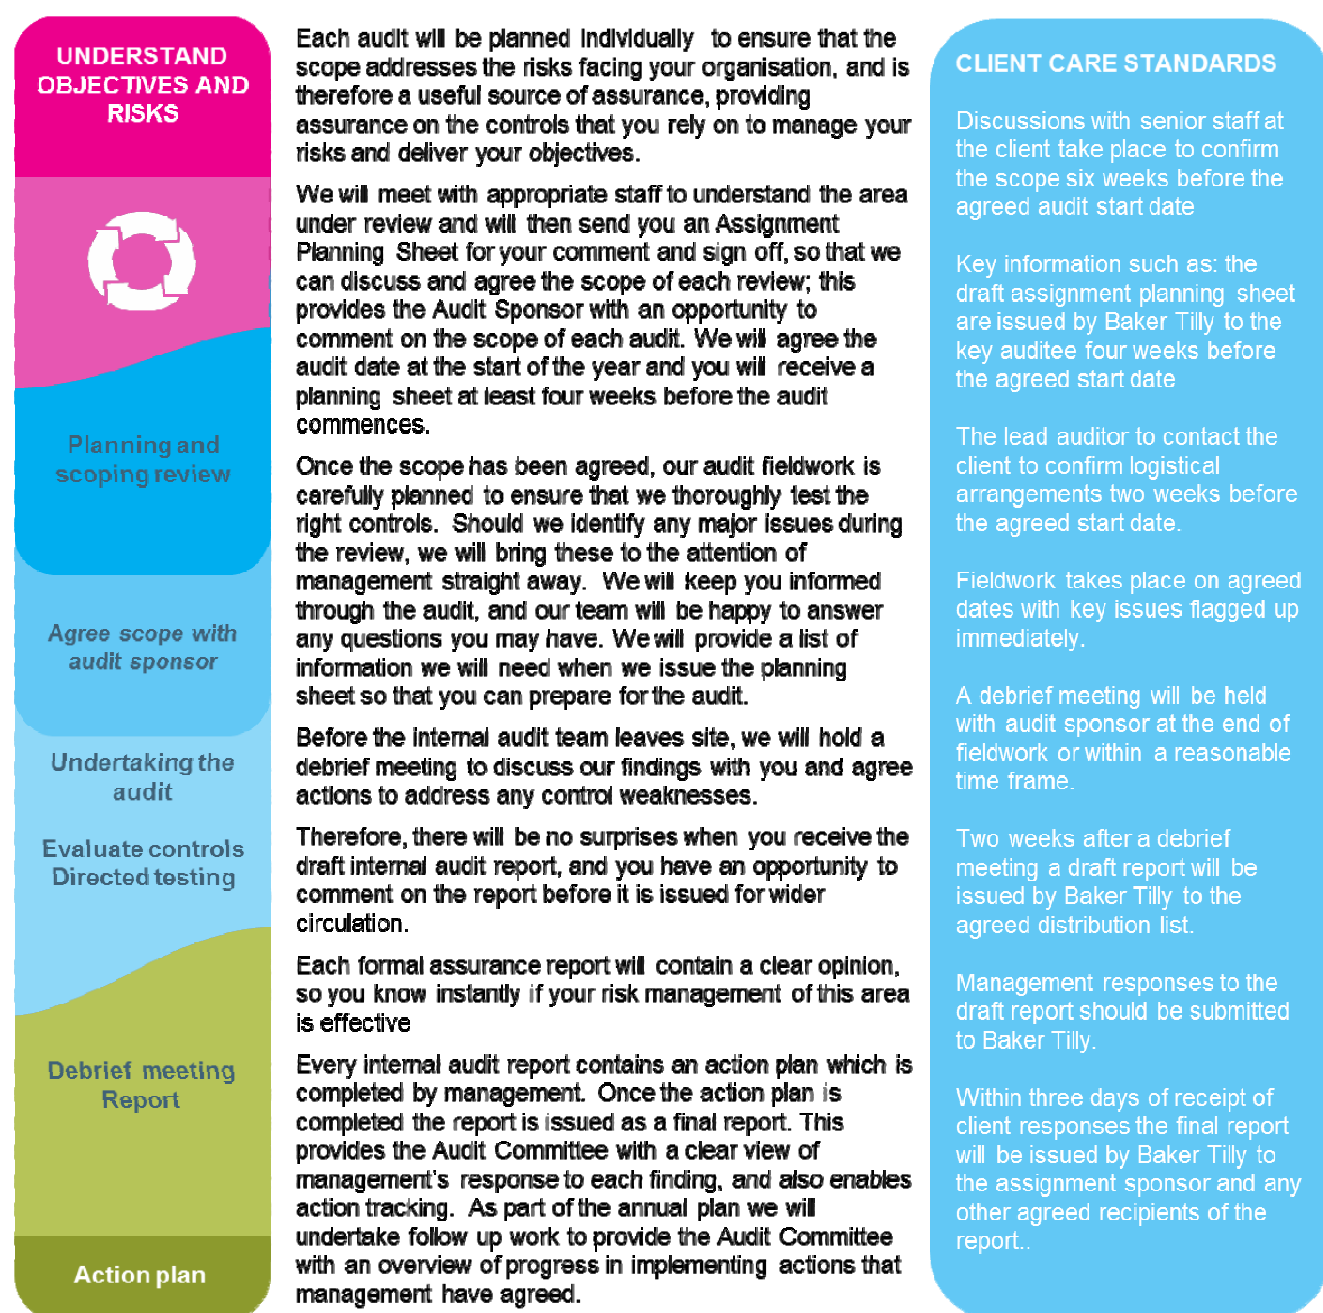 UNDERSTAND
OBJECTIVES AND
RISKS
Planning and
scoping review
Agree scope with
audit sponsor
Undertaking the
audit
Evaluate controls
Directed testing
Debrief meeting
Report
Action plan
Each audit will be planned individually to ensure that the
scope addresses the risks facing your organisation, and is
therefore a useful source of assurance, providing
assurance on the controls that you rely on to manage your
risks and deliver your objectives.
We will meet with appropriate staff to understand the area
under review and will then send you an Assignment
Planning Sheet for your comment and sign off, so that we
can discuss and agree the scope of each review; this
provides the Audit Sponsor with an opportunity to
comment on the scope of each audit. We will agree the
audit date at the start of the year and you will receive a
planning sheet at least four weeks before the audit
commences.
Once the scope has been agreed, our audit fieldwork is
carefully planned to ensure that we thoroughly test the
right controls. Should we identify any major issues during
the review, we will bring these to the attention of
management straight away. We will keep you informed
through the audit, and our team will be happy to answer
any questions you may have. We will provide a list of
information we will need when we issue the planning
sheet so that you can prepare for the audit.
Before the internal audit team leaves site, we will hold a
debrief meeting to discuss our findings with you and agree
actions to address any control weaknesses.
Therefore, there will be no surprises when you receive the
draft internal audit report, and you have an opportunity to
comment on the report before it is issued for wider
circulation.
Each formal assurance report will contain a clear opinion,
so you know instantly if your risk management of this area
is effective
Every internal audit report contains an action plan which is
completed by management. Once the action plan is
completed the report is issued as a final report. This
provides the Audit Committee with a clear view of
management's response to each finding, and also enables
action tracking. As part of the annual plan we will
undertake follow up work to provide the Audit Committee
with an overview of progress in implementing actions that
management have agreed.
CLIENT CARE STANDARDS
Discussions with senior staff at
the client take place to confirm
the scope six weeks before the
agreed audit start date
Key information such as: the
draft assignment planning sheet
are issued by Baker Tilly to the
key auditee four weeks before
the agreed start date
The lead auditor to contact the
client to confirm logistical
arrangements two weeks before
the agreed start date.
Fieldwork takes place on agreed
dates with key issues flagged up
immediately.
A debrief meeting will be held
with audit sponsor at the end of
fieldwork or within a reasonable
time frame.
Two weeks after a debrief
meeting a draft report will be
issued by Baker Tilly to the
agreed distribution list.
Management responses to the
draft report should be submitted
to Baker Tilly.
Within three days of receipt of
client responses the final report
will be issued by Baker Tilly to
the assignment sponsor and any
other agreed recipients of the
report..